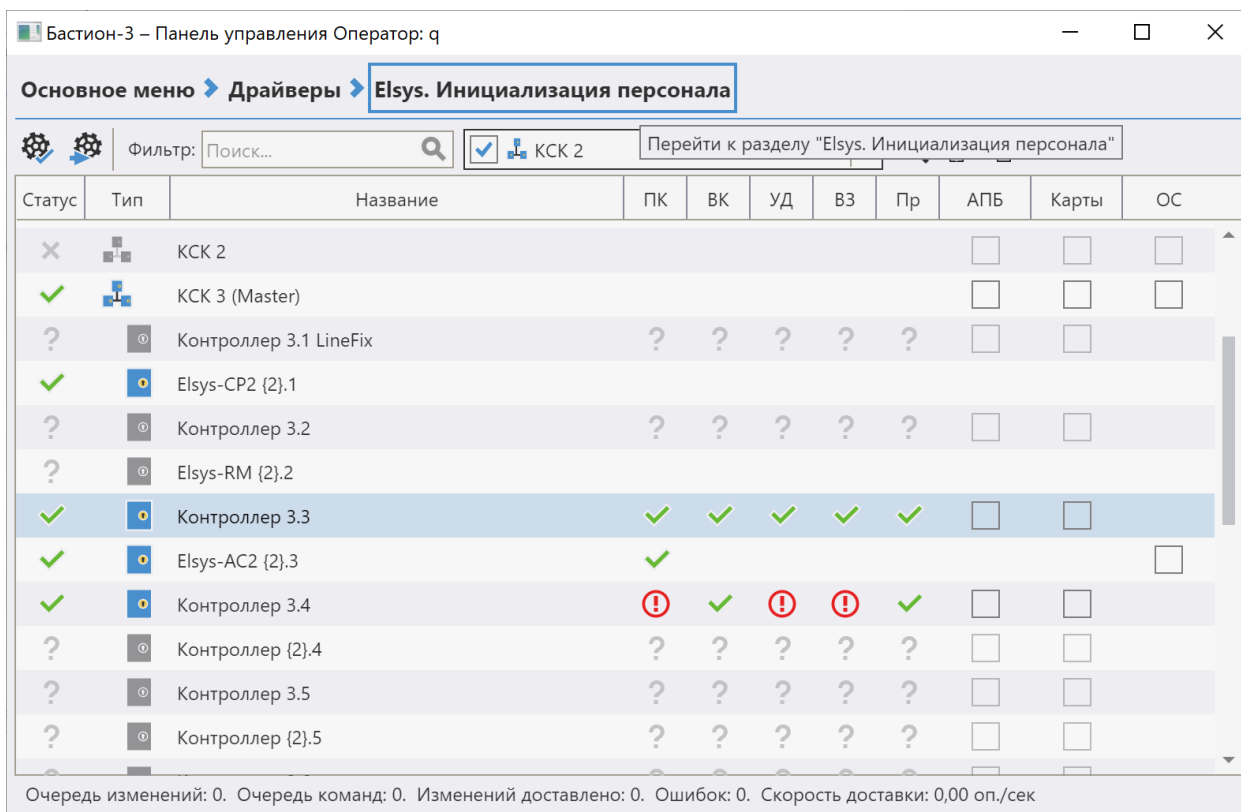 Бастион-3 – Панель управления Оператор: q
Основное меню Драйверы Elsys. Инициализация персонала
Фильтр: Поиск... КСК 2 Перейти к разделу "Elsys. Инициализация персонала"
Статус Тип Название ПК ВК УД ВЗ Пр АПБ Карты ОС
КСК 2
КСК 3 (Master)
Контроллер 3.1 LineFix ? ? ? ? ? ?
Elsys-CP2 {2}.1
Контроллер 3.2 ? ? ? ? ? ?
Elsys-RM {2}.2 ?
Контроллер 3.3
Elsys-AC2 {2}.3
Контроллер 3.4
Контроллер {2}.4 ? ? ? ? ? ?
Контроллер 3.5 ? ? ? ? ? ?
Контроллер {2}.5 ? ? ? ? ? ?
Очередь изменений: 0. Очередь команд: 0. Изменений доставлено: 0. Ошибок: 0. Скорость доставки: 0,00 оп./сек